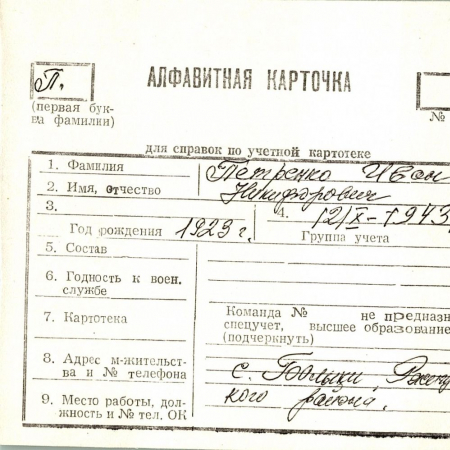 АЛФАВИТНАЯ КАРТОЧКА
П.
(первая бук-
ва фамилии)
№
для справок по учетной картотеке
1. Фамилия Петренко Иван
2. Имя, отчество Никифорович
3. Год рождения 1923 г.
4. 12/X-1943
Группа учета
5. Состав
6. Годность к воен.
службе
7. Картотека
Команда № не предназн
спецучет, высшее образование
(подчеркнуть)
8. Адрес м-жительст-
ва и № телефона
с.
кого района.
9. Место работы, дол-
жность и № тел. ОК